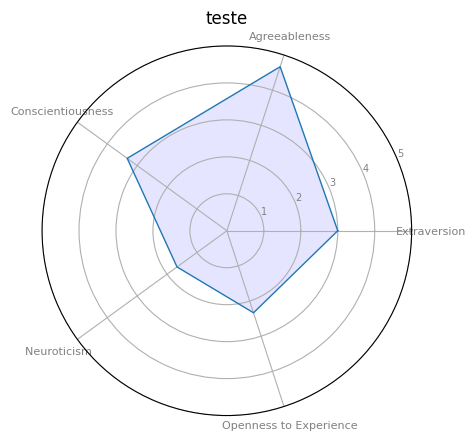 teste
Agreeableness
Conscientiousness
5
4
3
2
1
Extraversion
Neuroticism
Openness to Experience